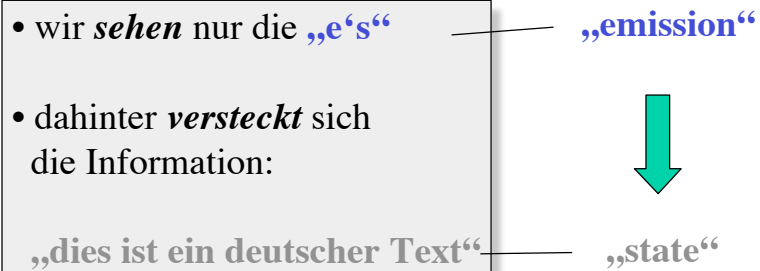 • wir sehen nur die „e‘s“
„emission“
• dahinter versteckt sich
die Information:
„dies ist ein deutscher Text“
„state“